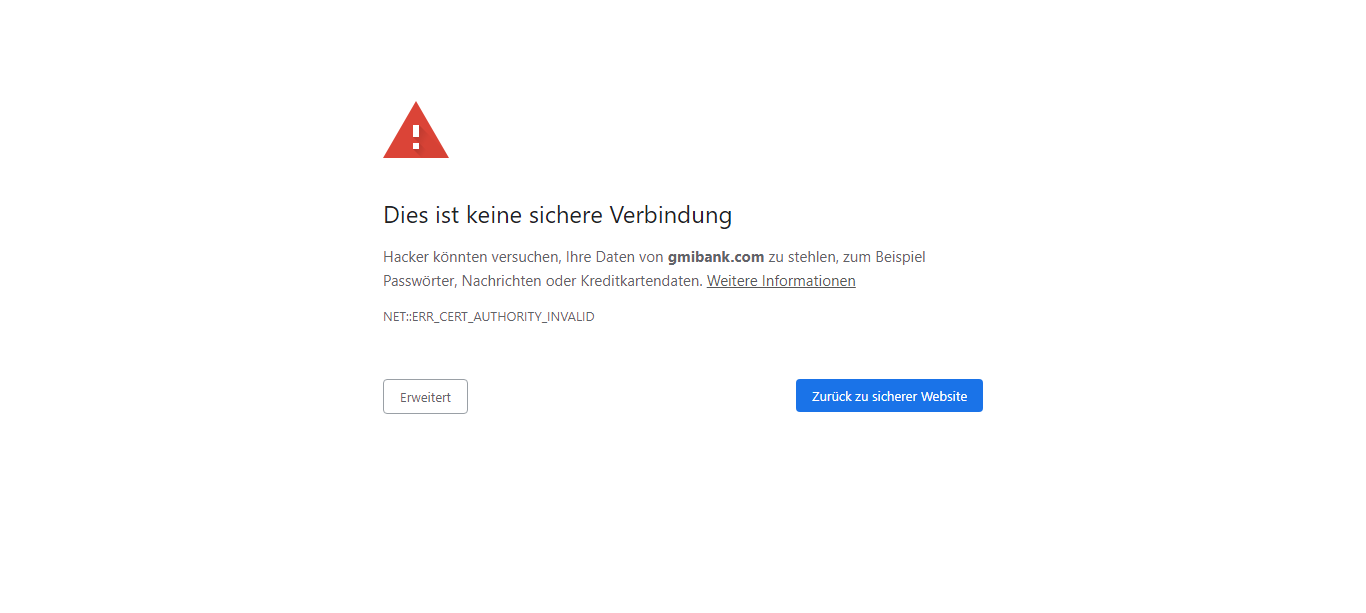 Dies ist keine sichere Verbindung
Hacker könnten versuchen, Ihre Daten von gmibank.com zu stehlen, zum Beispiel
Passwörter, Nachrichten oder Kreditkartendaten. Weitere Informationen
NET::ERR_CERT_AUTHORITY_INVALID
Erweitert
Zurück zu sicherer Website